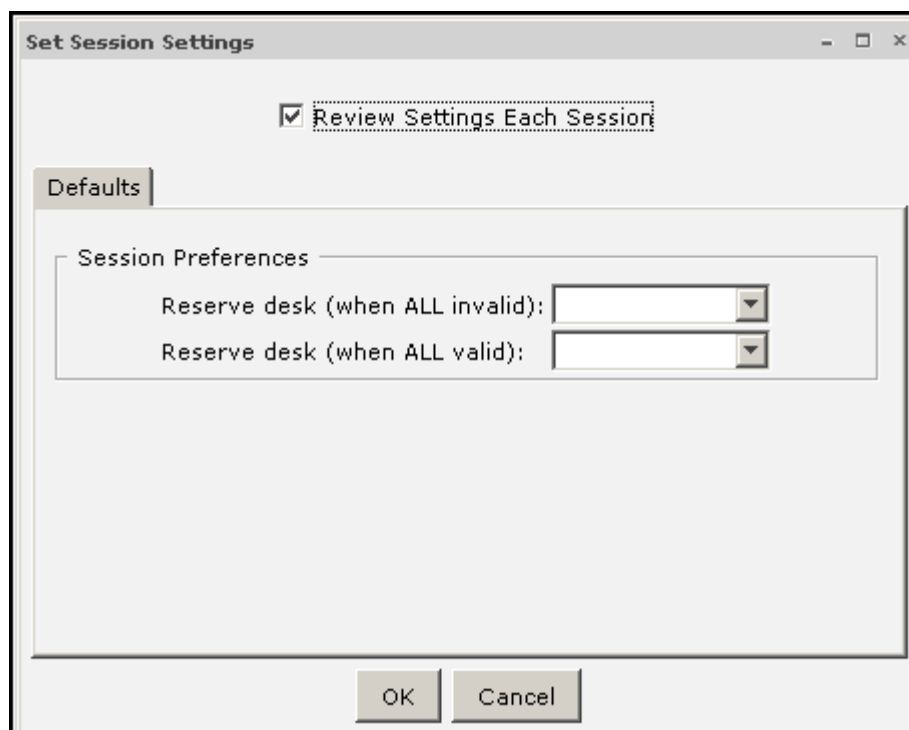 Set Session Settings
Review Settings Each Session
Defaults
Session Preferences
Reserve desk (when ALL invalid):
Reserve desk (when ALL valid):
OK Cancel